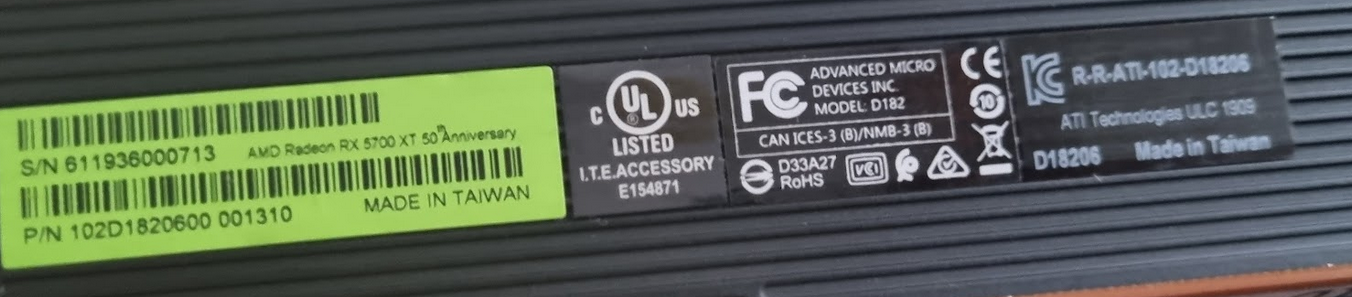 S/N 611936000713 AMD Radeon RX 5700 XT 50th Anniversary
P/N 102D1820600 001310 MADE IN TAIWAN
C UL US
LISTED
I.T.E.ACCESSORY
E154871
FC ADVANCED MICRO
DEVICES INC.
MODEL: D182
CAN ICES-3 (B)/NMB-3 (B)
D33A27
RoHS
VCI
CE
10
KC R-R-ATI-102-D18206
ATI Technologies ULC 1909
D18206 Made in Taiwan